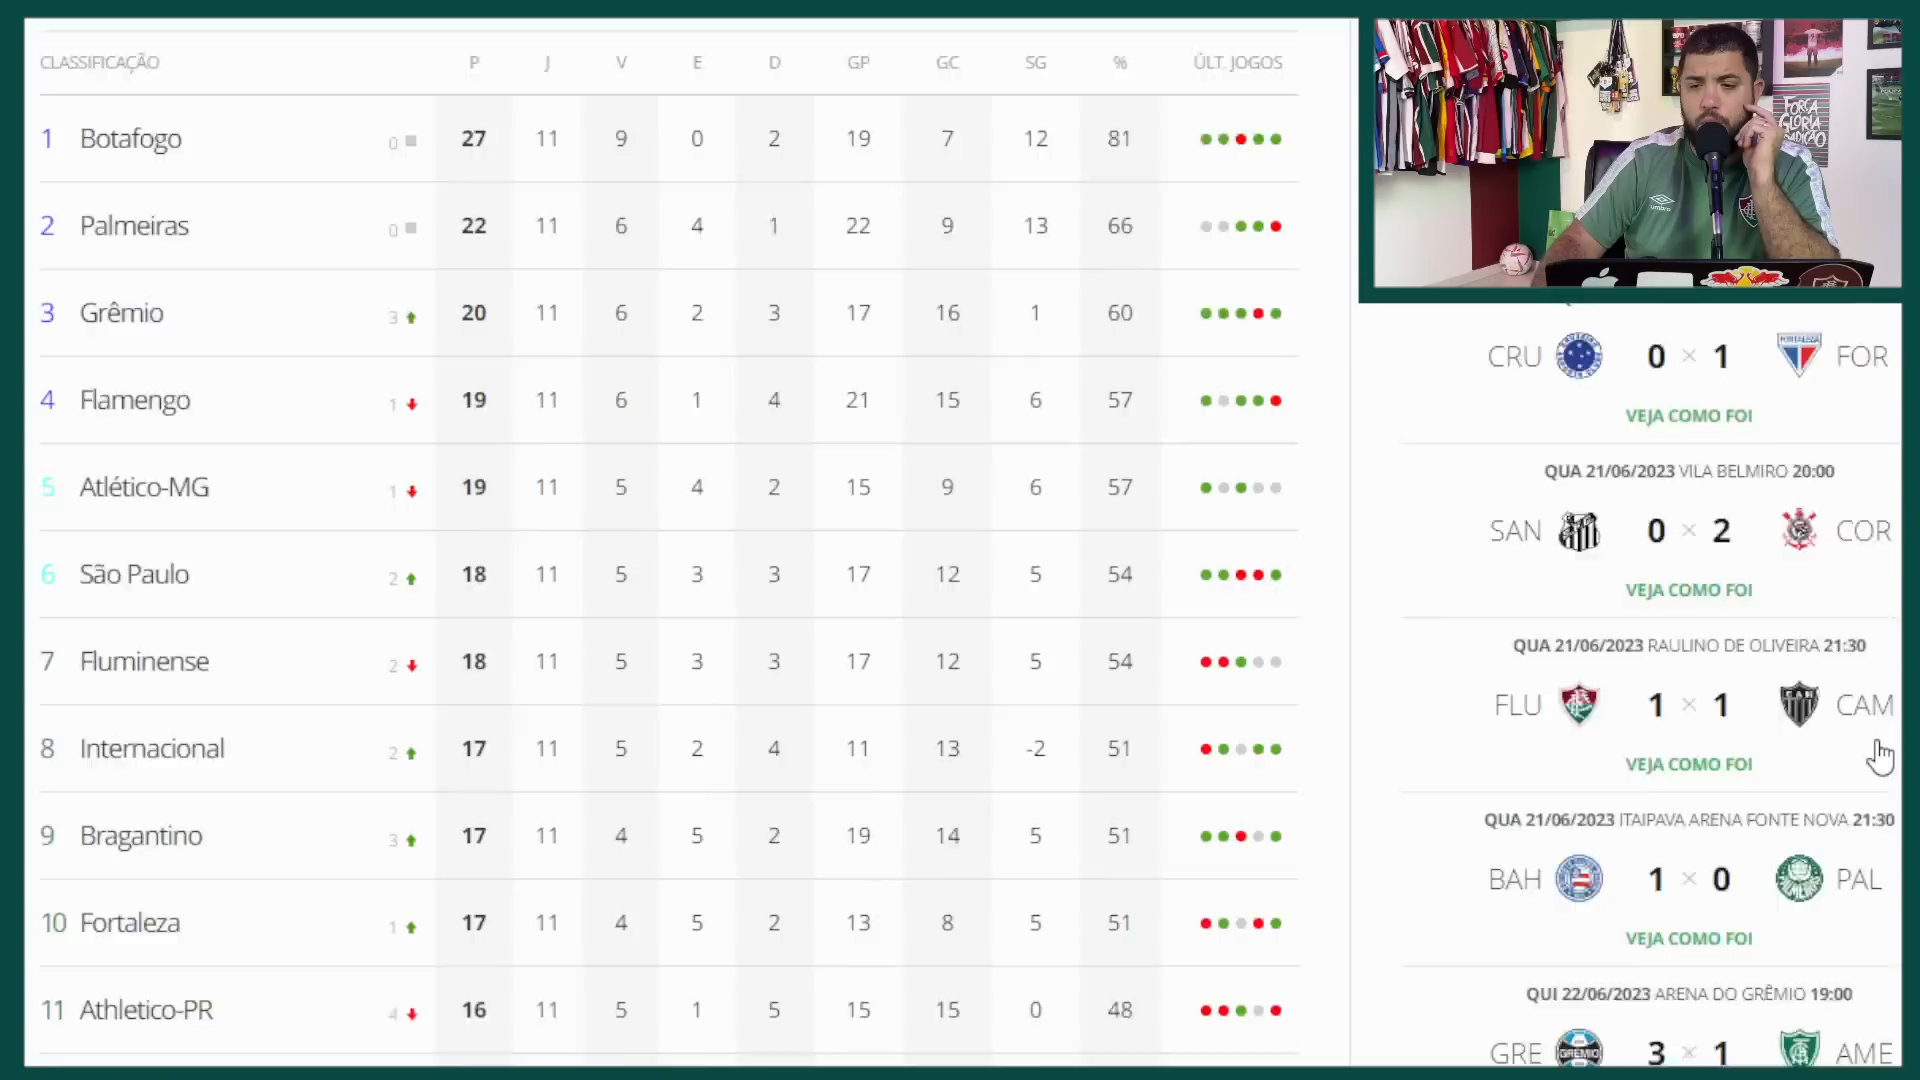 CLASSIFICAÇÃO P J V E D GP GC SG % ÚLT. JOGOS
1 Botafogo 0 27 11 9 0 2 19 7 12 81
2 Palmeiras 0 22 11 6 4 1 22 9 13 66
3 Grêmio 3 20 11 6 2 3 17 16 1 60
4 Flamengo 1 19 11 6 1 4 21 15 6 57
5 Atlético-MG 1 19 11 5 4 2 15 9 6 57
6 São Paulo 2 18 11 5 3 3 17 12 5 54
7 Fluminense 2 18 11 5 3 3 17 12 5 54
8 Internacional 2 17 11 5 2 4 11 13 -2 51
9 Bragantino 3 17 11 4 5 2 19 14 5 51
10 Fortaleza 1 17 11 4 5 2 13 8 5 51
11 Athletico-PR 4 16 11 5 1 5 15 15 0 48
FORÇA
GLORIA
TRADIÇÃO
umbro
CRU 0 × 1 FORTALEZA FOR
VEJA COMO FOI
QUA 21/06/2023 VILA BELMIRO 20:00
SAN 0 × 2 COR
VEJA COMO FOI
QUA 21/06/2023 RAULINO DE OLIVEIRA 21:30
FLU 1 × 1 CAM CAM
VEJA COMO FOI
QUA 21/06/2023 ITAIPAVA ARENA FONTE NOVA 21:30
BAH 1 × 0 PAL
VEJA COMO FOI
QUI 22/06/2023 ARENA DO GRÊMIO 19:00
GRE GRÊMIO 3 × 1 AME